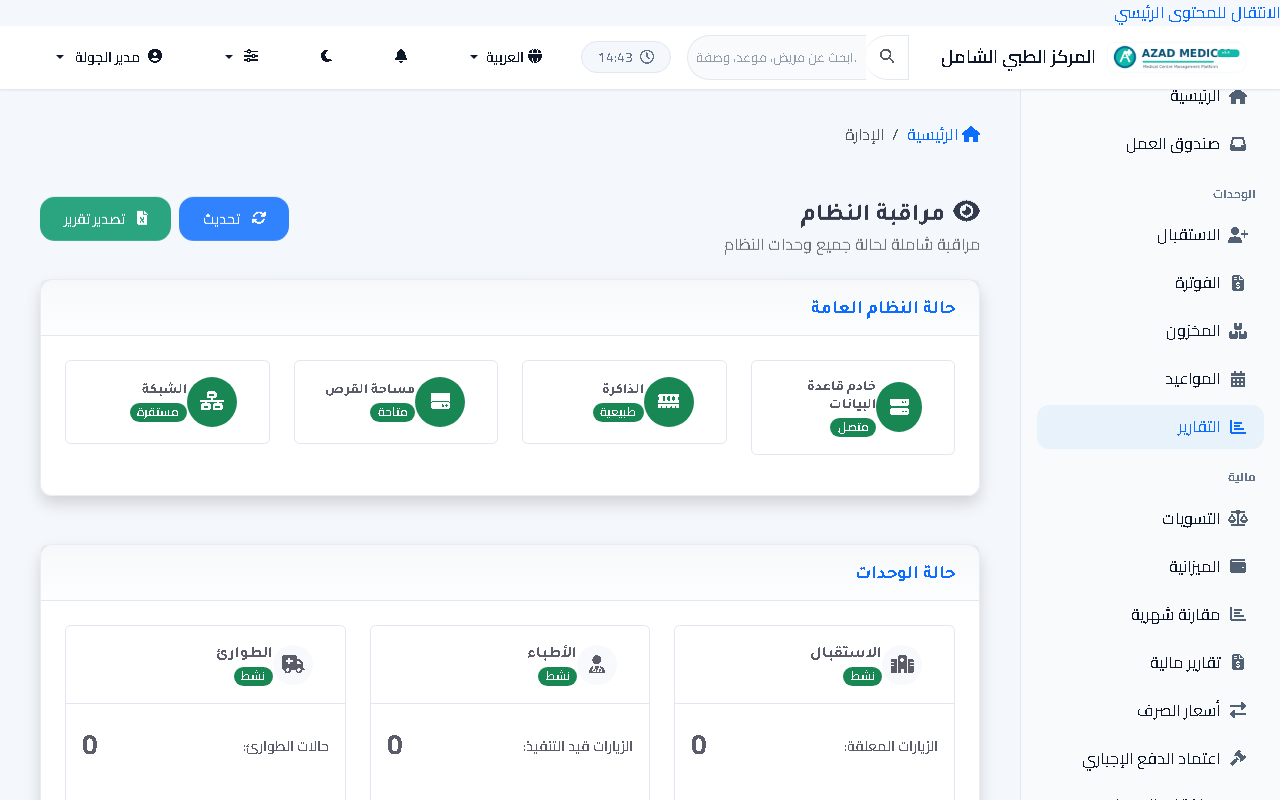 الانتقال للمحتوى الرئيسي
AZAD MEDIC
Medical Centre Management Platform
المركز الطبي الشامل
ابحث عن مريض، موعد، وصفة.
14:43
العربية
مدير الجولة
الرئيسية
صندوق العمل
الوحدات
الاستقبال
الفوترة
المخزون
المواعيد
التقارير
مالية
التسويات
الميزانية
مقارنة شهرية
تقارير مالية
أسعار الصرف
اعتماد الدفع الإجباري
الرئيسية / الإدارة
مراقبة النظام
مراقبة شاملة لحالة جميع وحدات النظام
تحديث
تصدير تقرير
حالة النظام العامة
خادم قاعدة
البيانات
متصل
الذاكرة
طبيعية
مساحة القرص
متاحة
الشبكة
مستقرة
حالة الوحدات
الاستقبال
نشط
الزيارات المعلقة:
0
الأطباء
نشط
الزيارات قيد التنفيذ:
0
الطوارئ
نشط
حالات الطوارئ:
0